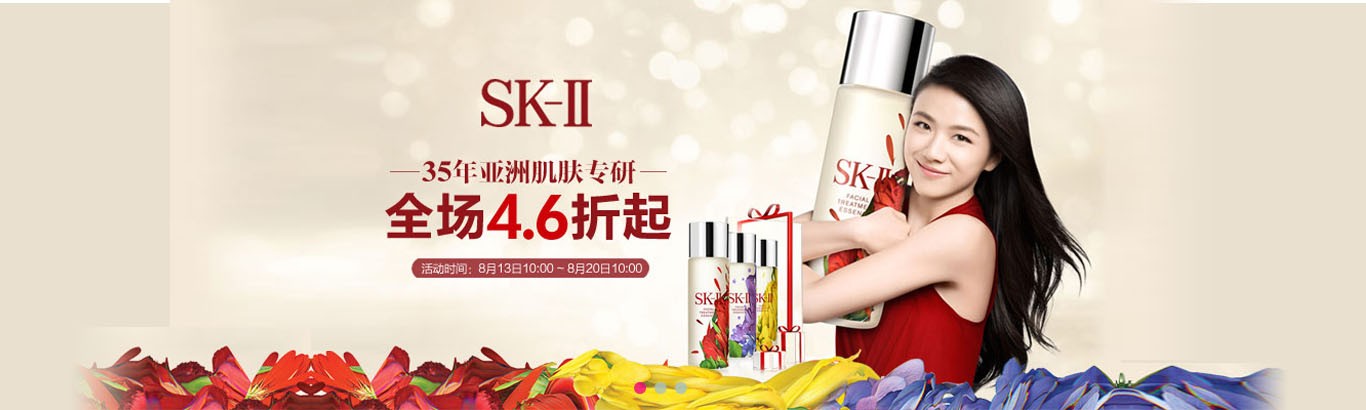 SK-II
35年亚洲肌肤专研
全场4.6折起
活动时间：8月13日10:00 ~ 8月20日10:00
SK-II
FACIAL
TREATMENT
ESSENCE
SK-II
SK-II
SK-II